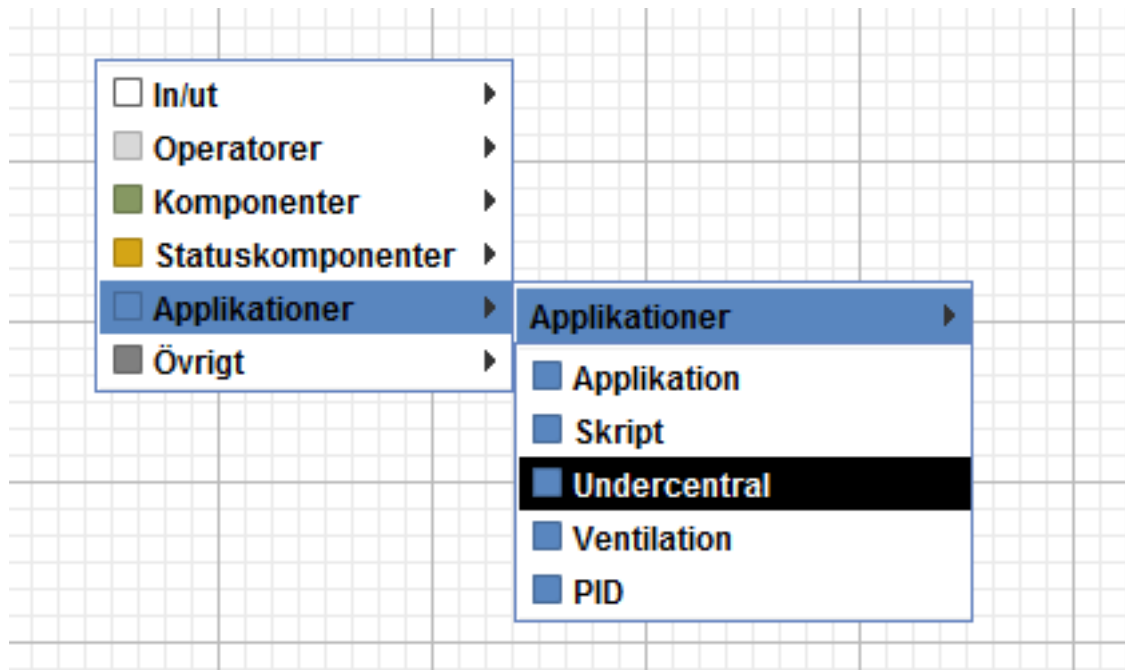 In/ut
Operatorer
Komponenter
Statuskomponenter
Applikationer
Övrigt
Applikationer
Applikation
Skript
Undercentral
Ventilation
PID